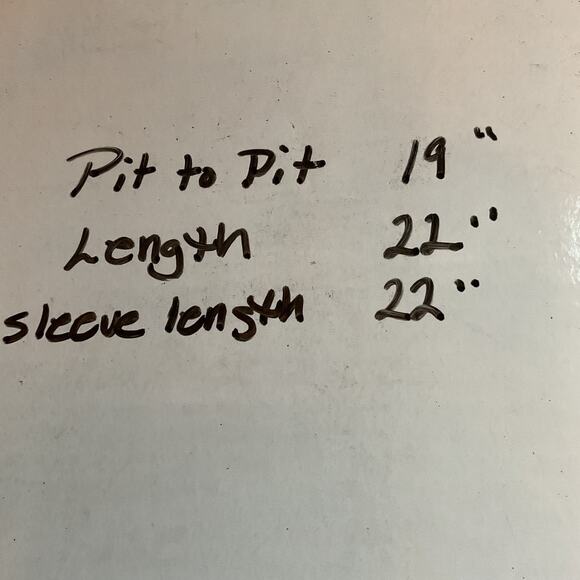 Pit to Pit 19"
Length 22"
sleeve length 22"